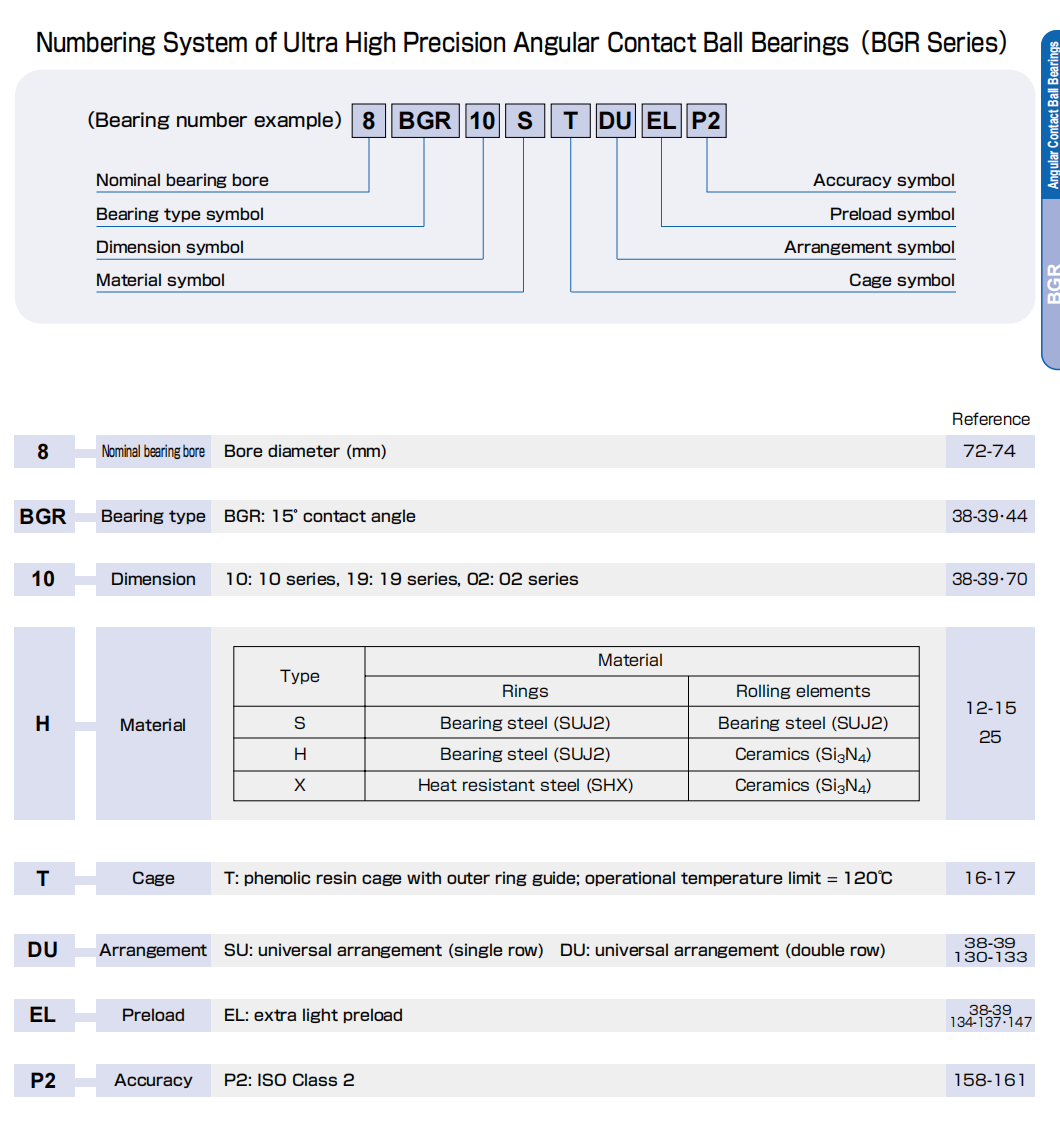 Numbering System of Ultra High Precision Angular Contact Ball Bearings (BGR Series)
Angular Contact Ball Bearings
BGR
(Bearing number example) 8 BGR 10 S T DU EL P2
Nominal bearing bore
Accuracy symbol
Bearing type symbol
Preload symbol
Dimension symbol
Arrangement symbol
Material symbol
Cage symbol
Reference
8 Nominal bearing bore Bore diameter (mm) 72-74
BGR Bearing type BGR: 15° contact angle 38-39·44
10 Dimension 10: 10 series, 19: 19 series, 02: 02 series 38-39·70
H Material
Type Material
Rings Rolling elements
S Bearing steel (SUJ2) Bearing steel (SUJ2)
H Bearing steel (SUJ2) Ceramics (Si₃N₄)
X Heat resistant steel (SHX) Ceramics (Si₃N₄)
12-15
25
T Cage T: phenolic resin cage with outer ring guide; operational temperature limit = 120℃ 16-17
DU Arrangement SU: universal arrangement (single row) DU: universal arrangement (double row) 38-39
130-133
EL Preload EL: extra light preload 38-39
134-137·147
P2 Accuracy P2: ISO Class 2 158-161